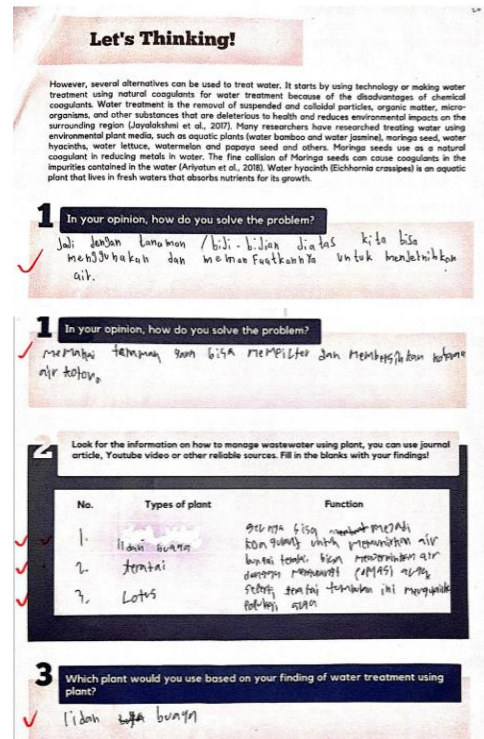 Let's Thinking!
However, several alternatives can be used to treat water. It starts by using technology or making water
treatment using natural coagulants for water treatment because of the disadvantages of chemical
coagulants. Water treatment is the removal of suspended and colloidal particles, organic matter, micro-
organisms, and other substances that are deleterious to health and reduces environmental impacts on the
surrounding region (Jayalakshmi et al., 2017). Many researchers have researched treating water using
environmental plant media, such as aquatic plants (water bamboo and water jasmine), moringa seed, water
hyacinths, water lettuce, watermelon and papaya seed and others. Moringa seeds use as a natural
coagulant in reducing metals in water. The fine collision of Moringa seeds can cause coagulants in the
impurities contained in the water (Ariyatun et al., 2018). Water hyacinth (Eichhornia crassipes) is an aquatic
plant that lives in fresh waters that absorbs nutrients for its growth.
1 In your opinion, how do you solve the problem?
Jadi dengan tanaman / biji - bijian diatas kita bisa
menggunakan dan memanfaatkannya untuk menjernihkan
air.
1 In your opinion, how do you solve the problem?
memakai yang bisa dan membersihkan
air kotor.
2 Look for the information on how to manage wastewater using plant, you can use journal
article, Youtube video or other reliable sources. Fill in the blanks with your findings!
No. Types of plant Function
gelnya bisa
1. lidah buaya untuk air
bisa air
2. teratai
3. Lotus teratai ini
3 Which plant would you use based on your finding of water treatment using
plant?
lidah buaya